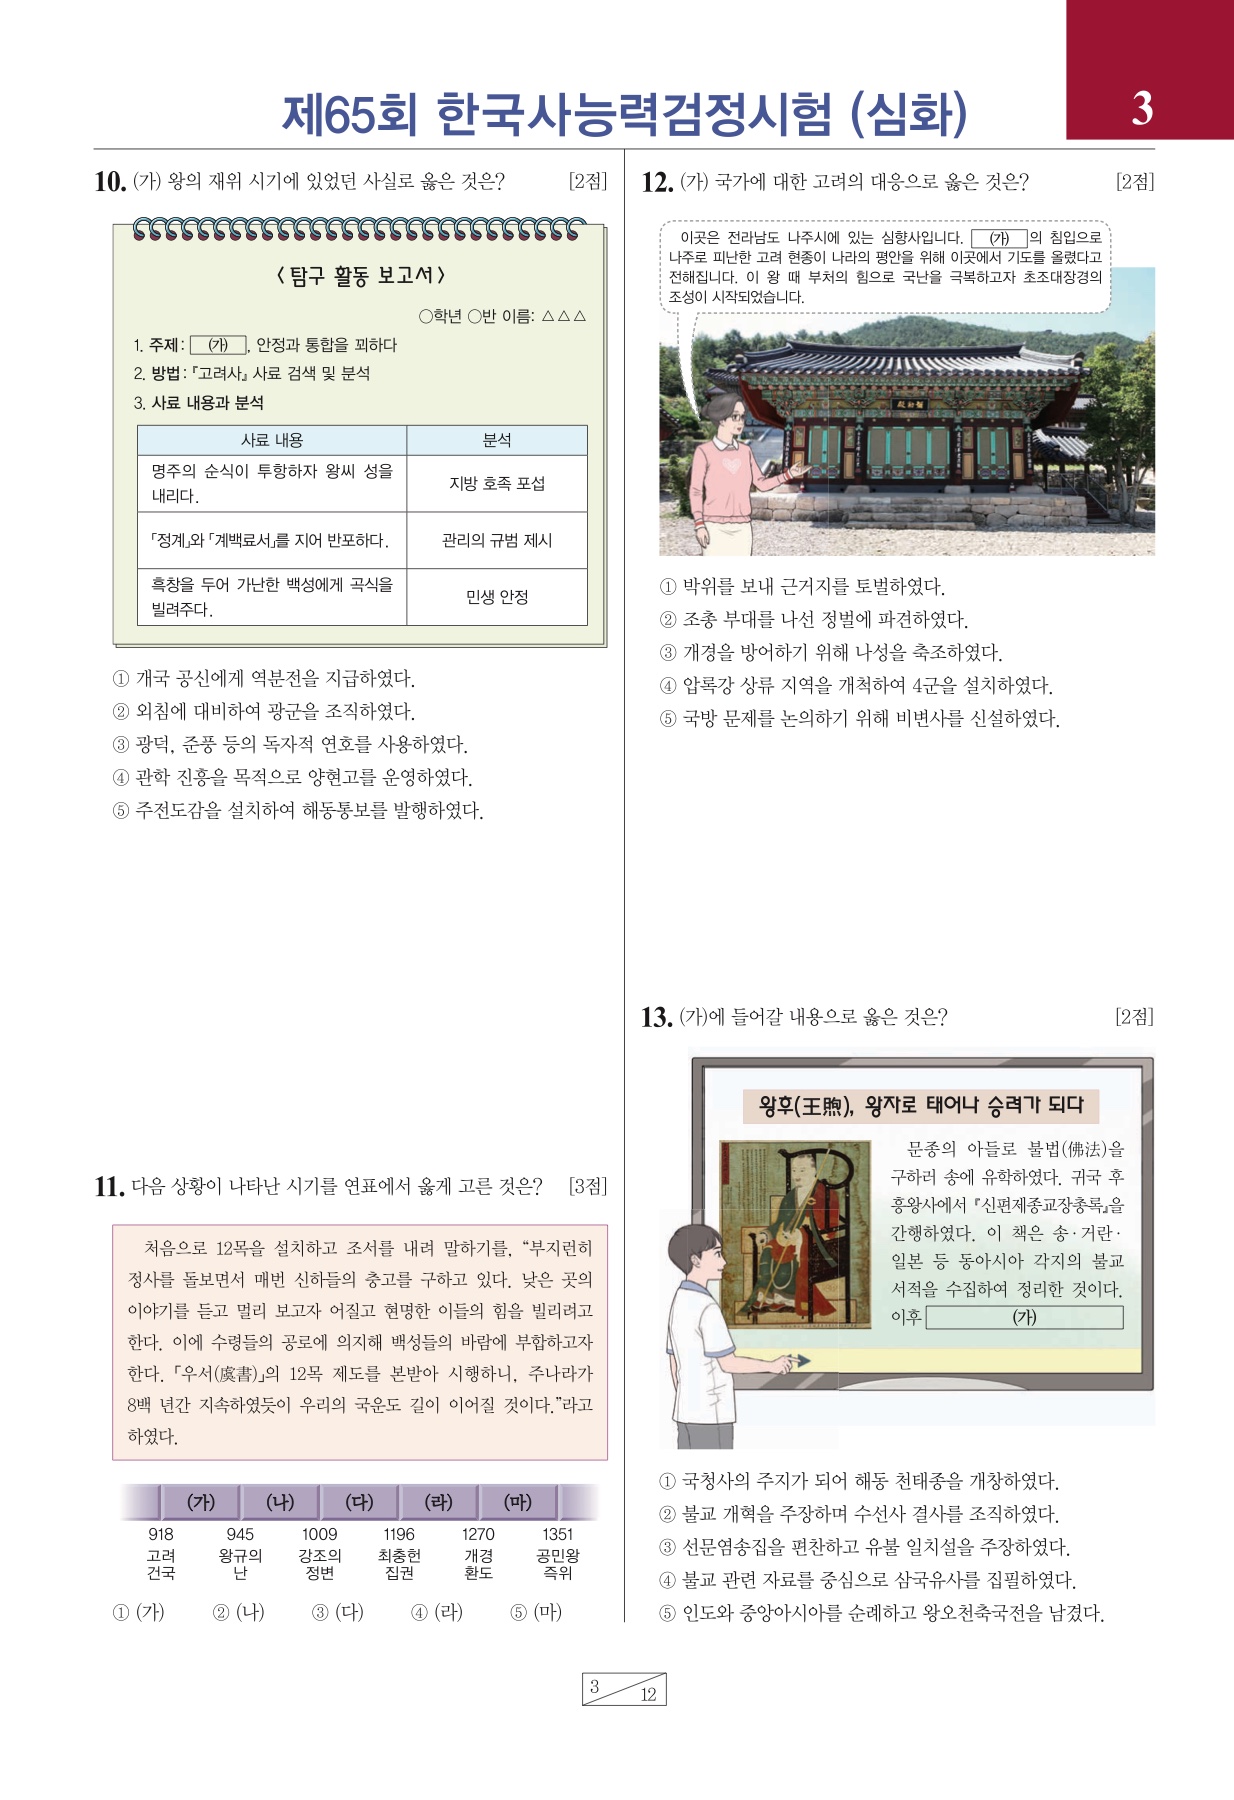 제65회 한국사능력검정시험 (심화)
3
10. (가) 왕의 재위 시기에 있었던 사실로 옳은 것은? [2점]
〈 탐구 활동 보고서 〉
○학년 ○반 이름: △△△
1. 주제: (가), 안정과 통합을 꾀하다
2. 방법: 『고려사』 사료 검색 및 분석
3. 사료 내용과 분석
사료 내용 분석
명주의 순식이 투항하자 왕씨 성을
내리다.
지방 호족 포섭
「정계」와 「계백료서」를 지어 반포하다. 관리의 규범 제시
흑창을 두어 가난한 백성에게 곡식을
빌려주다.
민생 안정
① 개국 공신에게 역분전을 지급하였다.
② 외침에 대비하여 광군을 조직하였다.
③ 광덕, 준풍 등의 독자적 연호를 사용하였다.
④ 관학 진흥을 목적으로 양현고를 운영하였다.
⑤ 주전도감을 설치하여 해동통보를 발행하였다.
11. 다음 상황이 나타난 시기를 연표에서 옳게 고른 것은? [3점]
처음으로 12목을 설치하고 조서를 내려 말하기를, “부지런히
정사를 돌보면서 매번 신하들의 충고를 구하고 있다. 낮은 곳의
이야기를 듣고 멀리 보고자 어질고 현명한 이들의 힘을 빌리려고
한다. 이에 수령들의 공로에 의지해 백성들의 바람에 부합하고자
한다. 「우서(虞書)」의 12목 제도를 본받아 시행하니, 주나라가
8백 년간 지속하였듯이 우리의 국운도 길이 이어질 것이다.”라고
하였다.
(가) (나) (다) (라) (마)
918 945 1009 1196 1270 1351
고려 왕규의 강조의 최충헌 개경 공민왕
건국 난 정변 집권 환도 즉위
① (가) ② (나) ③ (다) ④ (라) ⑤ (마)
12. (가) 국가에 대한 고려의 대응으로 옳은 것은? [2점]
이곳은 전라남도 나주시에 있는 심향사입니다. (가)의 침입으로
나주로 피난한 고려 현종이 나라의 평안을 위해 이곳에서 기도를 올렸다고
전해집니다. 이 왕 때 부처의 힘으로 국난을 극복하고자 초조대장경의
조성이 시작되었습니다.
① 박위를 보내 근거지를 토벌하였다.
② 조총 부대를 나선 정벌에 파견하였다.
③ 개경을 방어하기 위해 나성을 축조하였다.
④ 압록강 상류 지역을 개척하여 4군을 설치하였다.
⑤ 국방 문제를 논의하기 위해 비변사를 신설하였다.
13. (가)에 들어갈 내용으로 옳은 것은? [2점]
왕후(王煦), 왕자로 태어나 승려가 되다
문종의 아들로 불법(佛法)을
구하러 송에 유학하였다. 귀국 후
흥왕사에서 『신편제종교장총록』을
간행하였다. 이 책은 송·거란·
일본 등 동아시아 각지의 불교
서적을 수집하여 정리한 것이다.
이후 (가)
① 국청사의 주지가 되어 해동 천태종을 개창하였다.
② 불교 개혁을 주장하며 수선사 결사를 조직하였다.
③ 선문염송집을 편찬하고 유불 일치설을 주장하였다.
④ 불교 관련 자료를 중심으로 삼국유사를 집필하였다.
⑤ 인도와 중앙아시아를 순례하고 왕오천축국전을 남겼다.
3
12